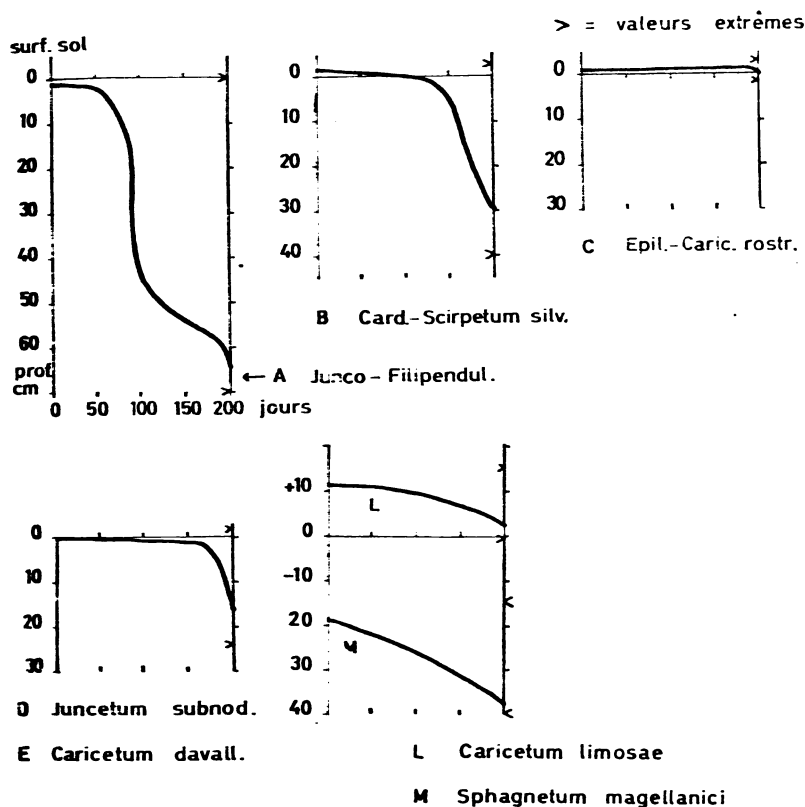 > = valeurs extrêmes
surf. sol
0
10
20
30
40
50
60
prof.
cm
0 50 100 150 200 jours
← A Junco - Filipendul.
0
10
20
30
40
B Card.-Scirpetum silv.
0
10
20
30
C Epil.-Caric. rostr.
0
10
20
30
D Juncetum subnod.
E Caricetum davall.
+10
0
-10
20
30
40
L
M
L Caricetum limosae
M Sphagnetum magellanici